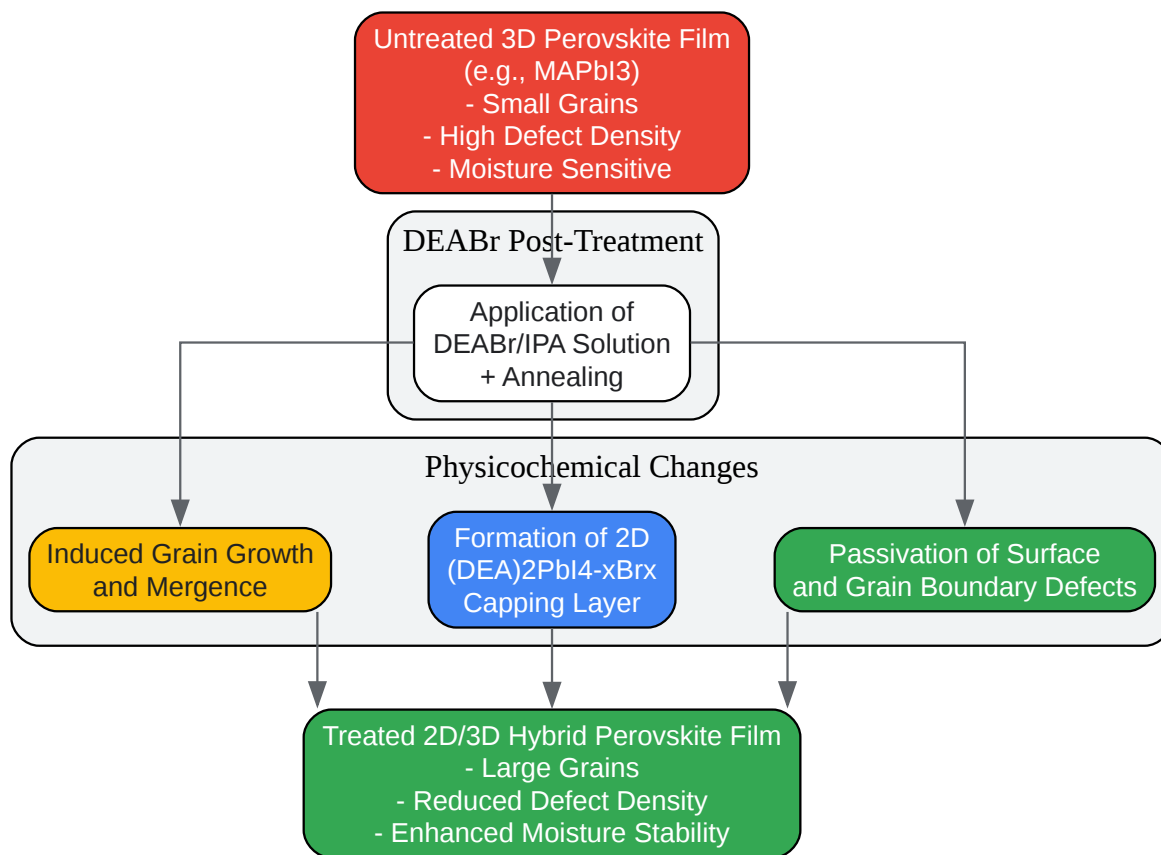 Untreated 3D Perovskite Film
(e.g., MAPbI3)
- Small Grains
- High Defect Density
- Moisture Sensitive
DEABr Post-Treatment
Application of
DEABr/IPA Solution
+ Annealing
Physicochemical Changes
Induced Grain Growth
and Mergence
Formation of 2D
(DEA)2PbI4-xBrx
Capping Layer
Passivation of Surface
and Grain Boundary Defects
Treated 2D/3D Hybrid Perovskite Film
- Large Grains
- Reduced Defect Density
- Enhanced Moisture Stability